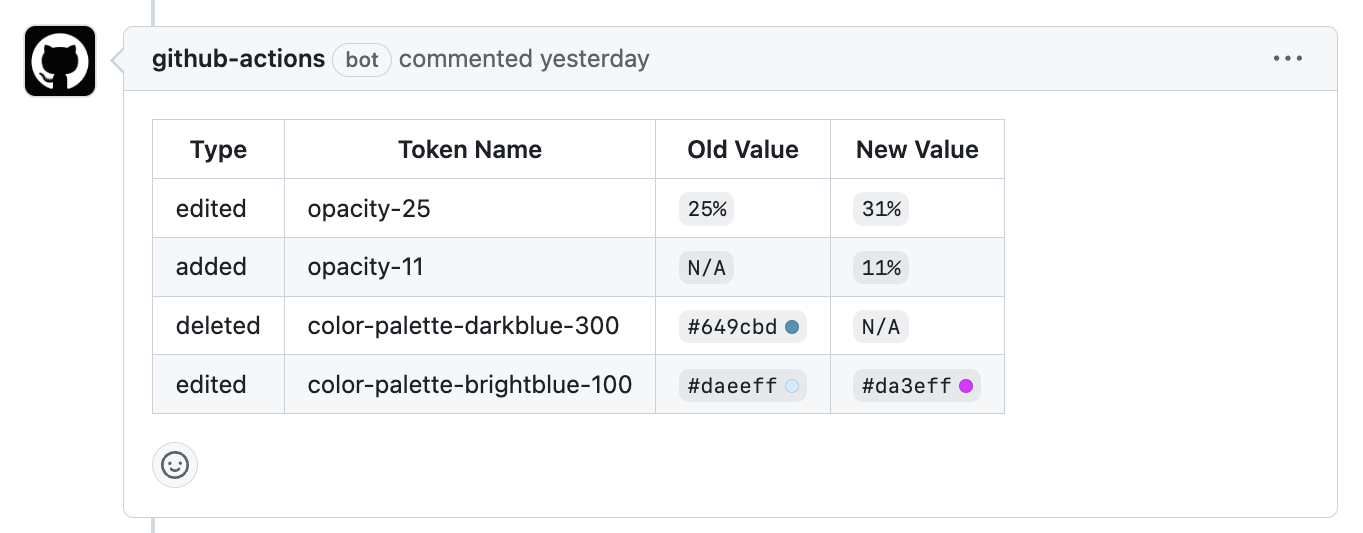 github-actions bot commented yesterday
Type Token Name Old Value New Value
edited opacity-25 25% 31%
added opacity-11 N/A 11%
deleted color-palette-darkblue-300 #649cbd N/A
edited color-palette-brightblue-100 #daeeff #da3eff